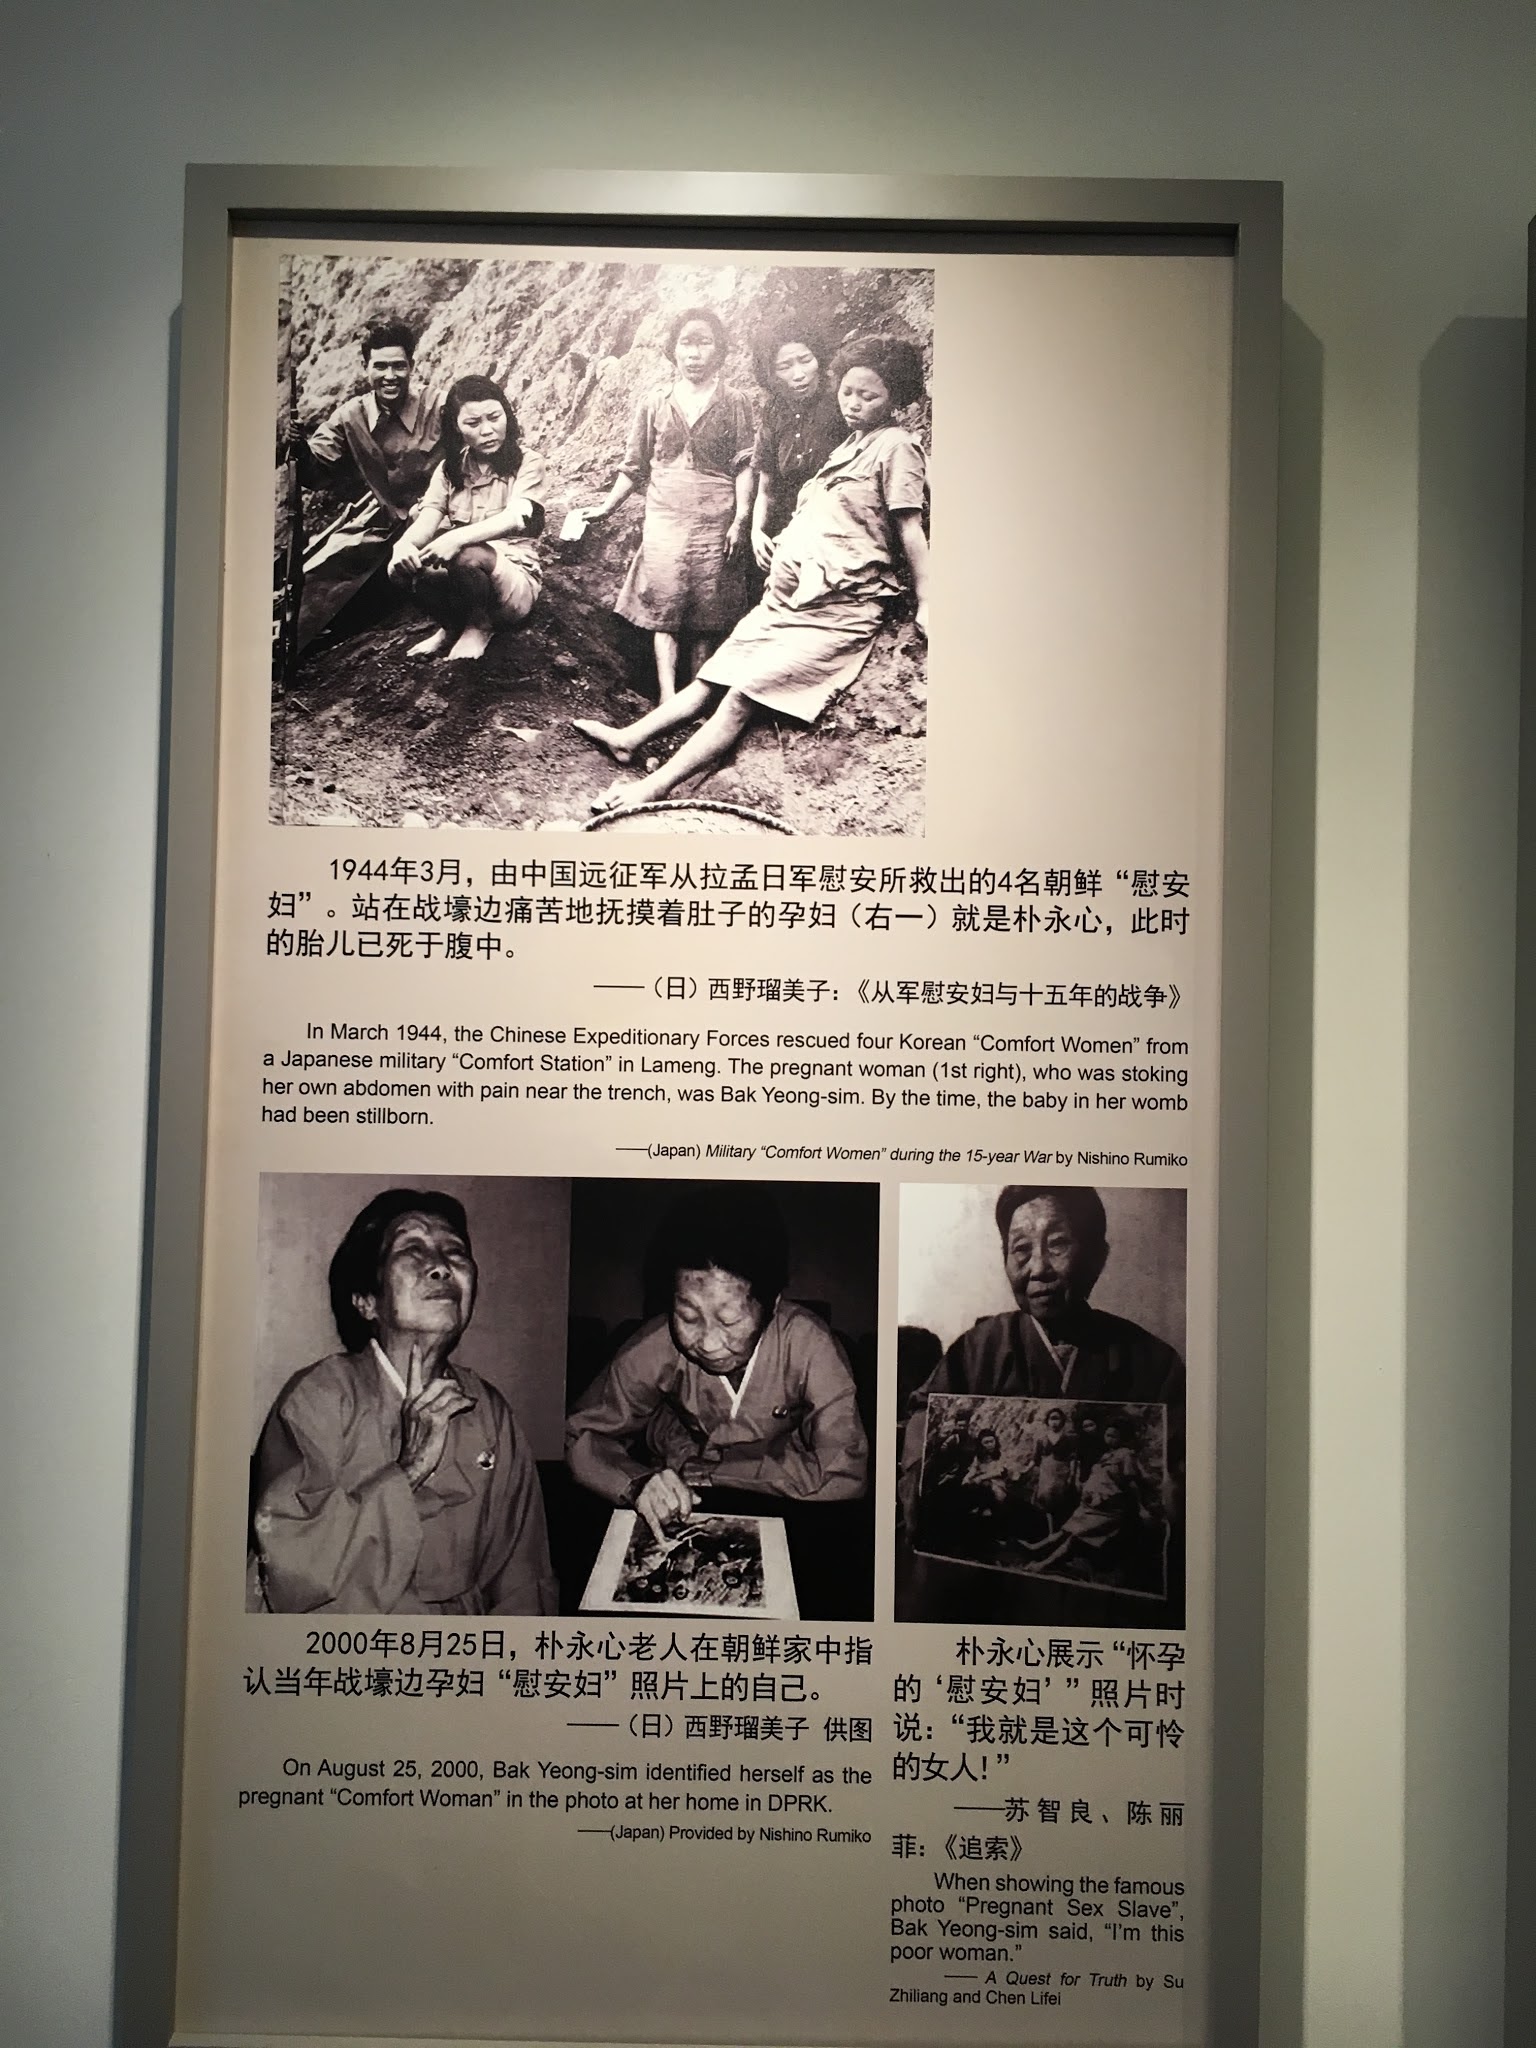 1944年3月，由中国远征军从拉孟日军慰安所救出的4名朝鲜“慰安
妇”。站在战壕边痛苦地抚摸着肚子的孕妇（右一）就是朴永心，此时
的胎儿已死于腹中。
——（日）西野瑠美子：《从军慰安妇与十五年的战争》
In March 1944, the Chinese Expeditionary Forces rescued four Korean “Comfort Women” from
a Japanese military “Comfort Station” in Lameng. The pregnant woman (1st right), who was stoking
her own abdomen with pain near the trench, was Bak Yeong-sim. By the time, the baby in her womb
had been stillborn.
——(Japan) Military “Comfort Women” during the 15-year War by Nishino Rumiko
2000年8月25日，朴永心老人在朝鲜家中指
认当年战壕边孕妇“慰安妇”照片上的自己。
——（日）西野瑠美子 供图
On August 25, 2000, Bak Yeong-sim identified herself as the
pregnant “Comfort Woman” in the photo at her home in DPRK.
——(Japan) Provided by Nishino Rumiko
朴永心展示“怀孕
的‘慰安妇’”照片时
说：“我就是这个可怜
的女人！”
——苏智良、陈丽
菲：《追索》
When showing the famous
photo “Pregnant Sex Slave”,
Bak Yeong-sim said, “I’m this
poor woman.”
—— A Quest for Truth by Su
Zhiliang and Chen Lifei